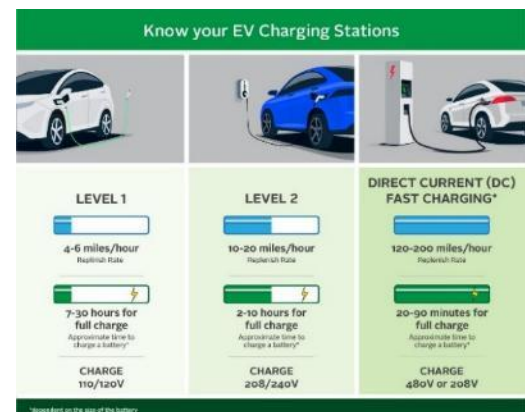 Know your EV Charging Stations
LEVEL 1
4-6 miles/hour
Replenish Rate
7-30 hours for
full charge
Approximate time to
charge a battery*
CHARGE
110/120V
LEVEL 2
10-20 miles/hour
Replenish Rate
2-10 hours for
full charge
Approximate time to
charge a battery*
CHARGE
208/240V
DIRECT CURRENT (DC)
FAST CHARGING*
120-200 miles/hour
Replenish Rate
20-90 minutes for
full charge
Approximate time to
charge a battery*
CHARGE
480V or 208V
*dependent on the size of the battery